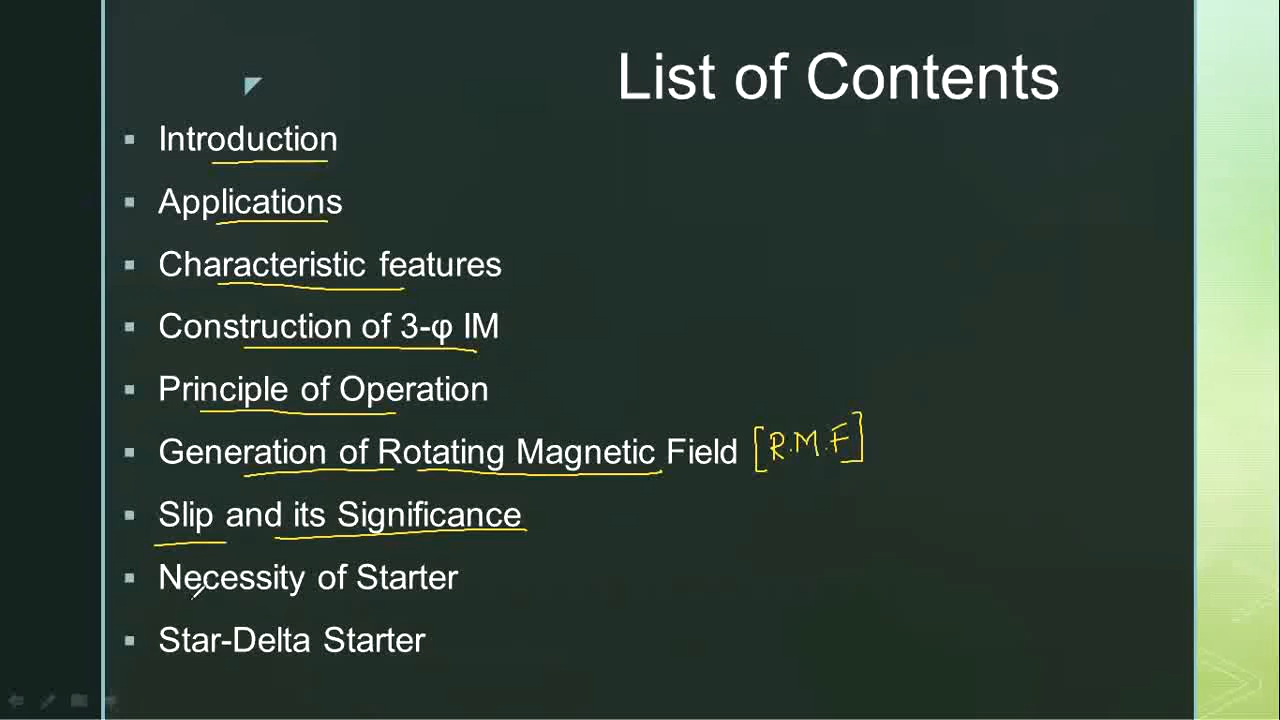 List of Contents
Introduction
Applications
Characteristic features
Construction of 3-φ IM
Principle of Operation
Generation of Rotating Magnetic Field [R.M.F]
Slip and its Significance
Necessity of Starter
Star-Delta Starter